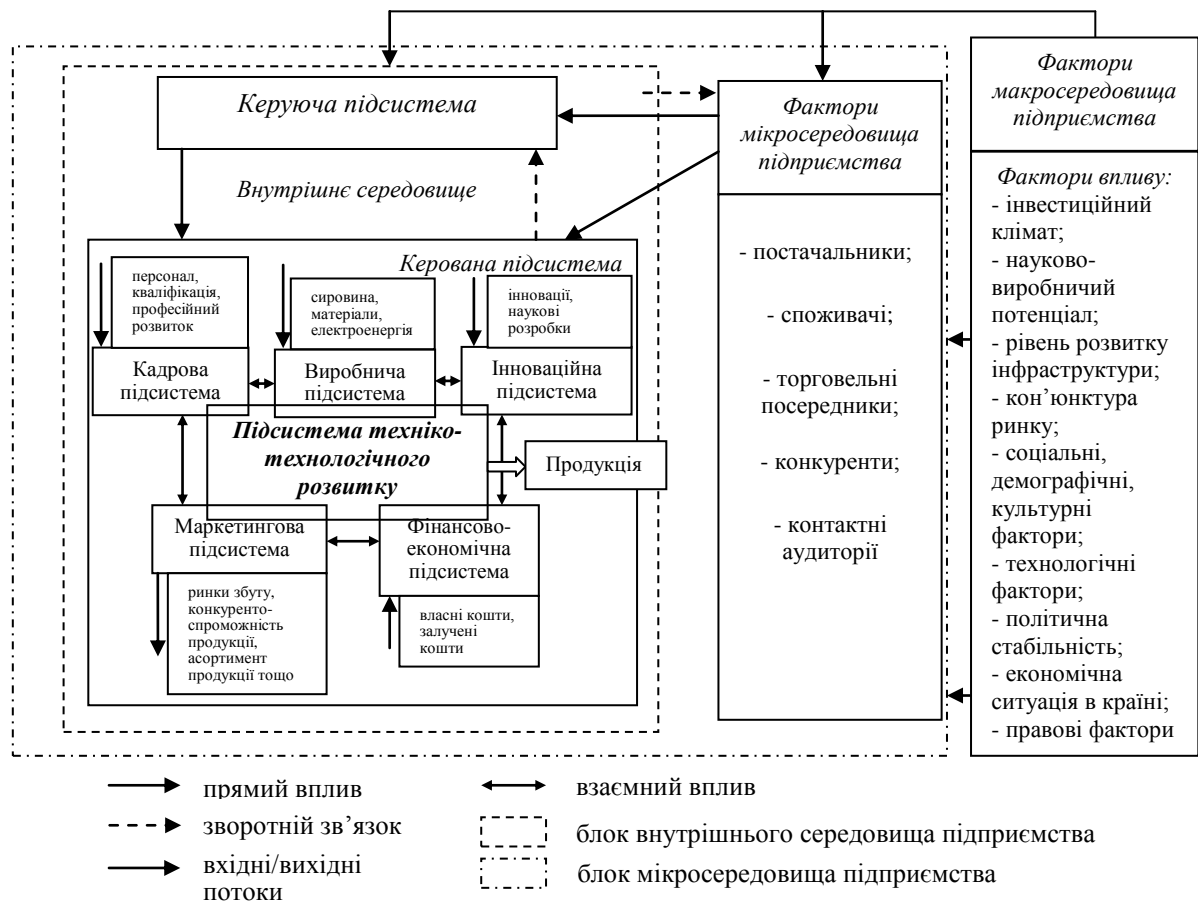 Керуюча підсистема
Внутрішнє середовище
Керована підсистема
персонал,
кваліфікація,
професійний
розвиток
сировина,
матеріали,
електроенергія
інновації,
наукові
розробки
Кадрова
підсистема
Виробнича
підсистема
Інноваційна
підсистема
Підсистема техніко-
технологічного
розвитку
Продукція
Маркетингова
підсистема
Фінансово-
економічна
підсистема
ринки збуту,
конкуренто-
спроможність
продукції,
асортимент
продукції тощо
власні кошти,
залучені
кошти
Фактори
мікросередовища
підприємства
- постачальники;
- споживачі;
- торговельні
посередники;
- конкуренти;
- контактні
аудиторії
Фактори
макросередовища
підприємства
Фактори впливу:
- інвестиційний
клімат;
- науково-
виробничий
потенціал;
- рівень розвитку
інфраструктури;
- кон’юнктура
ринку;
- соціальні,
демографічні,
культурні
фактори;
- технологічні
фактори;
- політична
стабільність;
- економічна
ситуація в країні;
- правові фактори
прямий вплив
зворотній зв’язок
вхідні/вихідні
потоки
взаємний вплив
блок внутрішнього середовища підприємства
блок мікросередовища підприємства